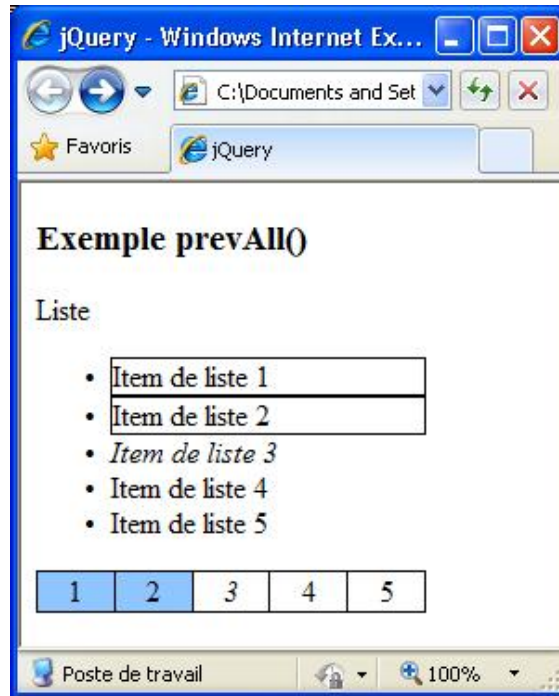 jQuery - Windows Internet Ex...
C:\Documents and Set
Favoris
jQuery
Exemple prevAll()
Liste
• Item de liste 1
• Item de liste 2
• Item de liste 3
• Item de liste 4
• Item de liste 5
1 2 3 4 5
Poste de travail 100%